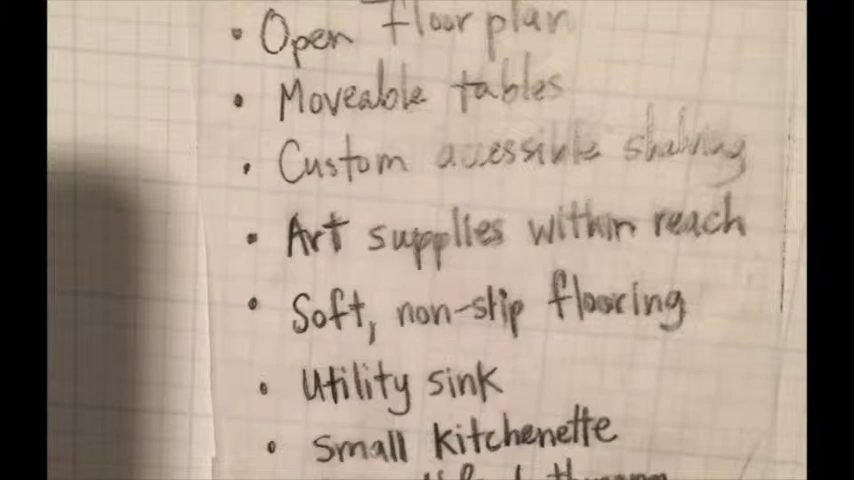 • Open floor plan
• Moveable tables
• Custom accessible shelving
• Art supplies within reach
• Soft, non-slip flooring
• Utility sink
• Small kitchenette